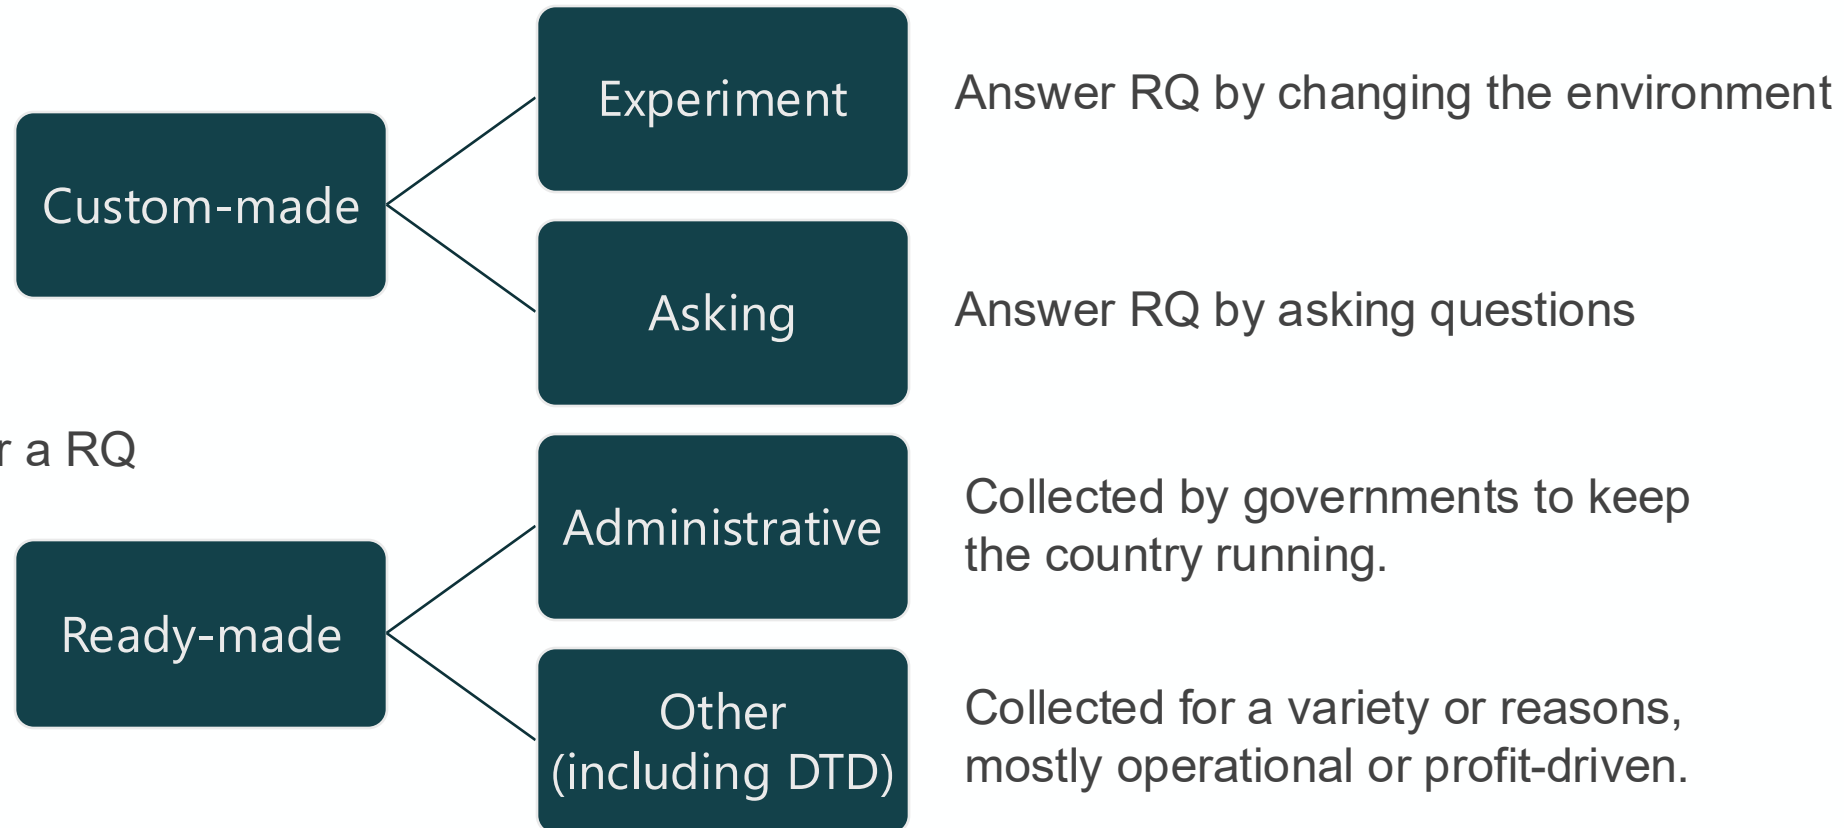 Custom-made
Experiment
Answer RQ by changing the environment
Asking
Answer RQ by asking questions
r a RQ
Ready-made
Administrative
Collected by governments to keep
the country running.
Other
(including DTD)
Collected for a variety or reasons,
mostly operational or profit-driven.